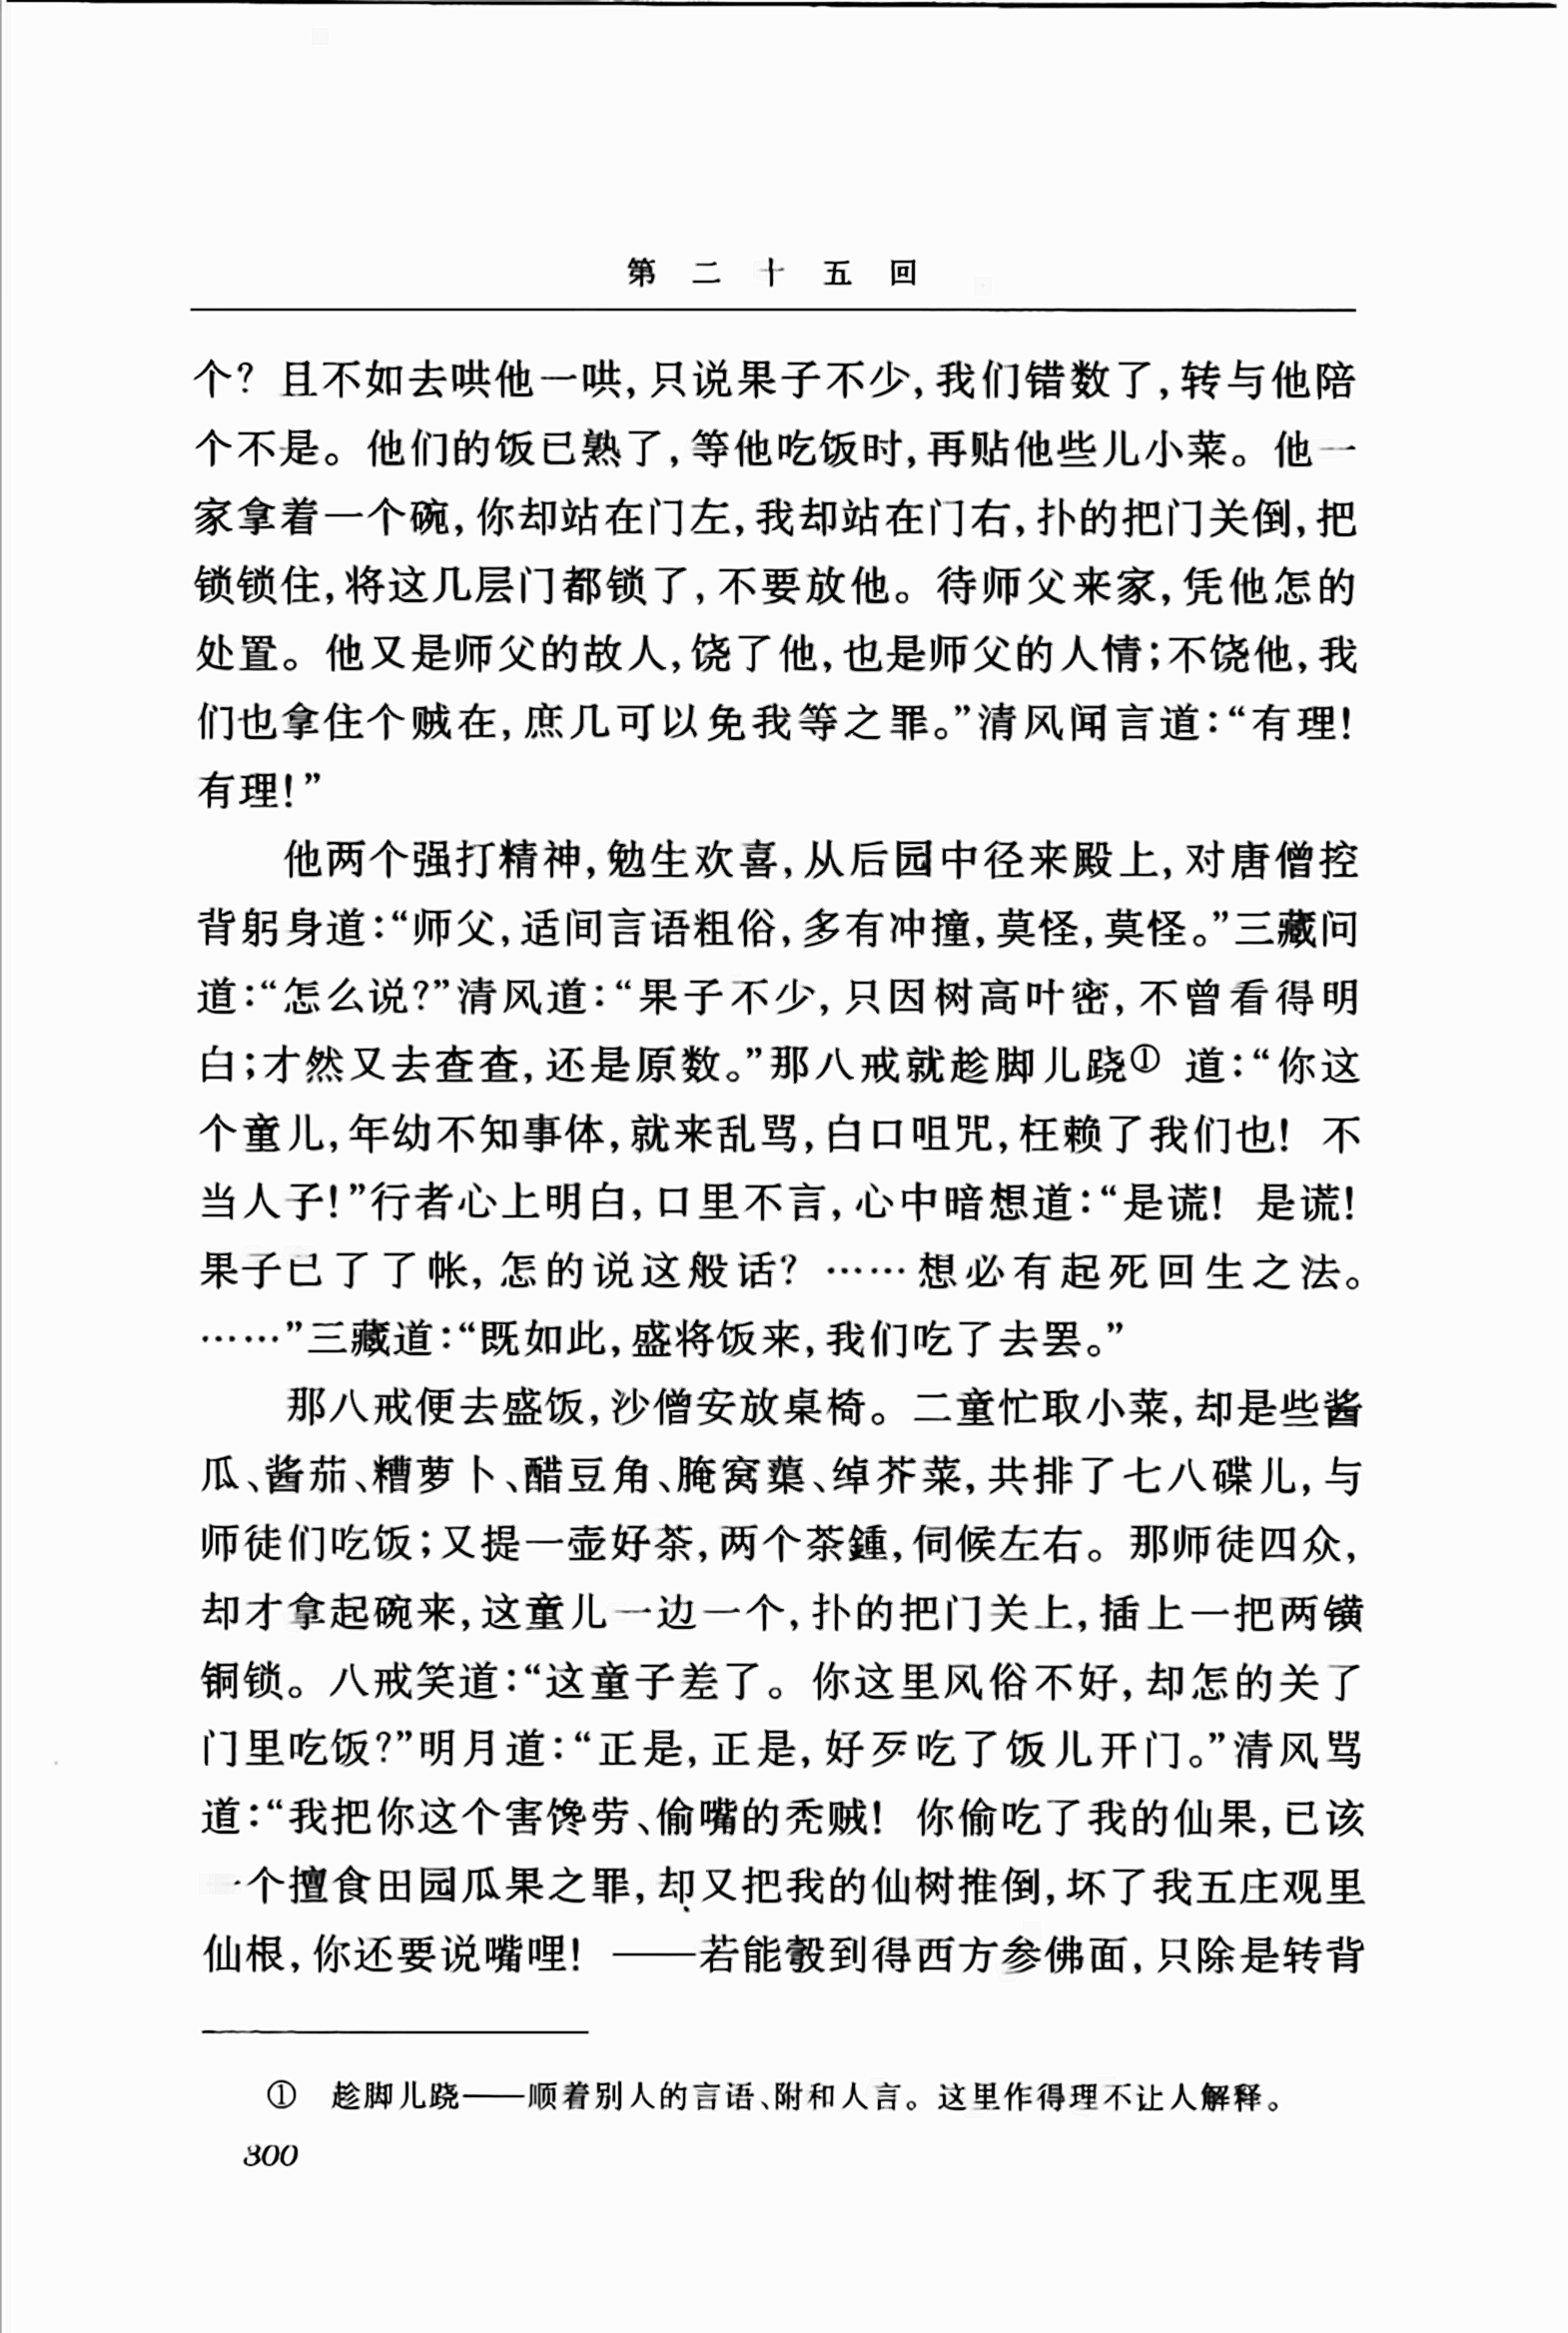 第二十五回
个？且不如去哄他一哄，只说果子不少，我们错数了，转与他陪
个不是。他们的饭已熟了，等他吃饭时，再贴他些儿小菜。他一
家拿着一个碗，你却站在门左，我却站在门右，扑的把门关倒，把
锁锁住，将这几层门都锁了，不要放他。待师父来家，凭他怎的
处置。他又是师父的故人，饶了他，也是师父的人情；不饶他，我
们也拿住个贼在，庶几可以免我等之罪。”清风闻言道：“有理！
有理！”
他两个强打精神，勉生欢喜，从后园中径来殿上，对唐僧控
背躬身道：“师父，适间言语粗俗，多有冲撞，莫怪，莫怪。”三藏问
道：“怎么说？”清风道：“果子不少，只因树高叶密，不曾看得明
白；才然又去查查，还是原数。”那八戒就趁脚儿跷① 道：“你这
个童儿，年幼不知事体，就来乱骂，白口咀咒，枉赖了我们也！不
当人子！”行者心上明白，口里不言，心中暗想道：“是谎！是谎！
果子已了了帐，怎的说这般话？……想必有起死回生之法。
……”三藏道：“既如此，盛将饭来，我们吃了去罢。”
那八戒便去盛饭，沙僧安放桌椅。二童忙取小菜，却是些酱
瓜、酱茄、糟萝卜、醋豆角、腌窝蕖、绰芥菜，共排了七八碟儿，与
师徒们吃饭；又提一壶好茶，两个茶鍾，伺候左右。那师徒四众，
却才拿起碗来，这童儿一边一个，扑的把门关上，插上一把两锁
铜锁。八戒笑道：“这童子差了。你这里风俗不好，却怎的关了
门里吃饭？”明月道：“正是，正是，好歹吃了饭儿开门。”清风骂
道：“我把你这个害馋劳、偷嘴的秃贼！你偷吃了我的仙果，已该
一个擅食田园瓜果之罪，却又把我的仙树推倒，坏了我五庄观里
仙根，你还要说嘴哩！——若能彀到得西方参佛面，只除是转背
① 趁脚儿跷——顺着别人的言语、附和人言。这里作得理不让人解释。
300